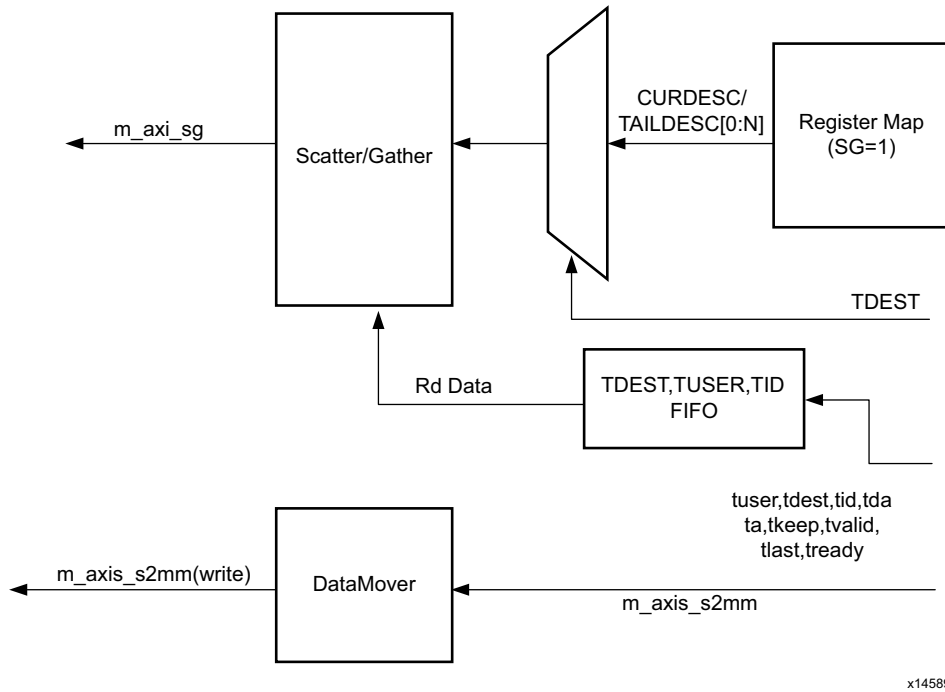 m_axi_sg
Scatter/Gather
CURDESC/
TAILDESC[0:N]
Register Map
(SG=1)
TDEST
Rd Data
TDEST,TUSER,TID
FIFO
tuser,tdest,tid,tda
ta,tkeep,tvalid,
tlast,tready
m_axis_s2mm(write)
DataMover
m_axis_s2mm
x14589